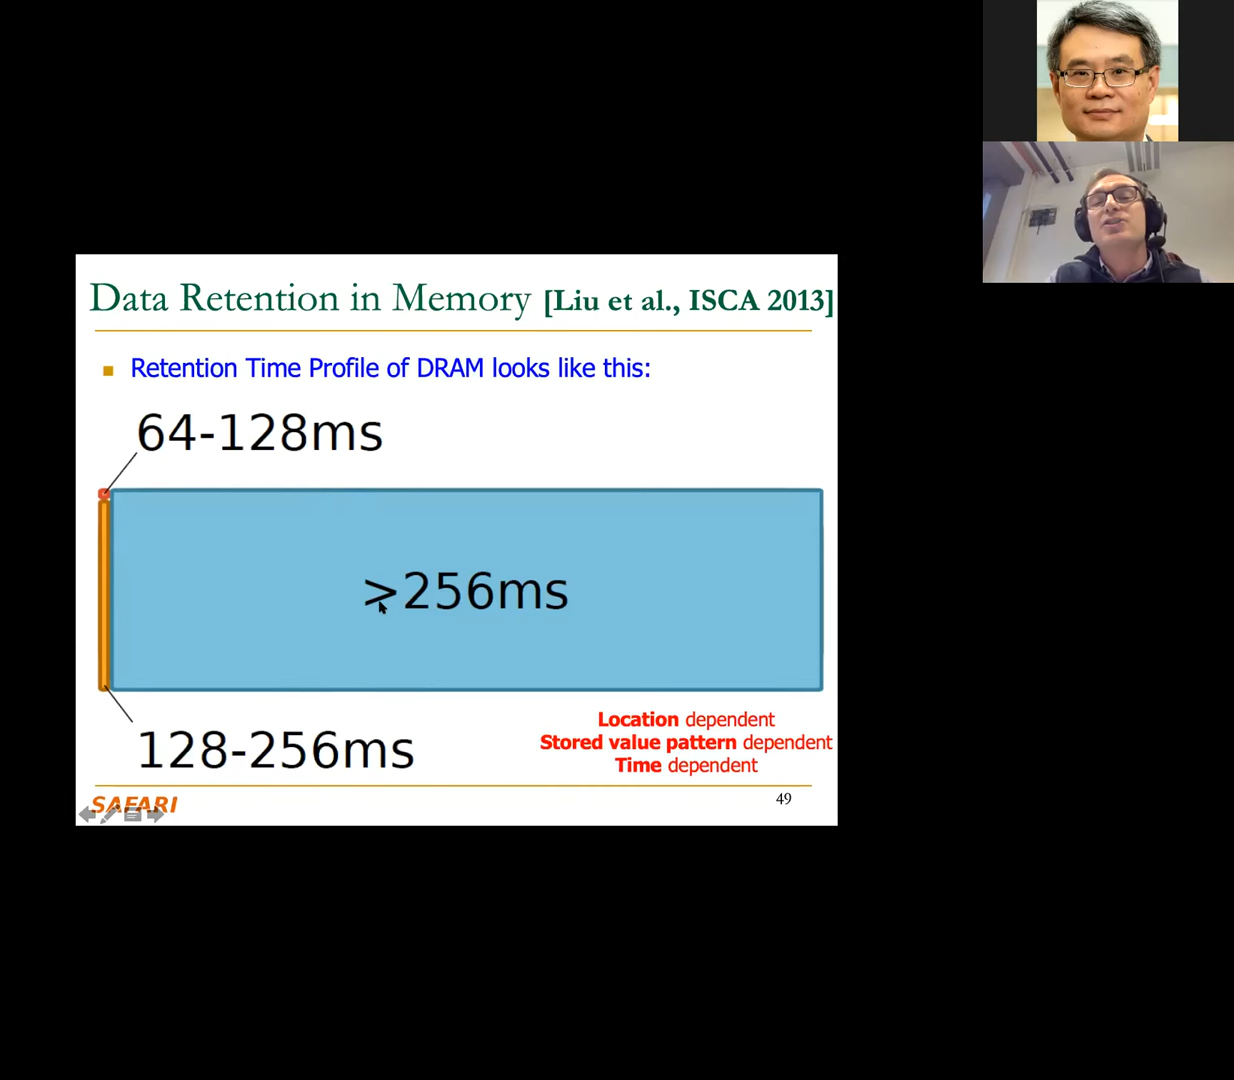 Data Retention in Memory [Liu et al., ISCA 2013]
Retention Time Profile of DRAM looks like this:
64-128ms
>256ms
128-256ms
Location dependent
Stored value pattern dependent
Time dependent
SAFARI
49